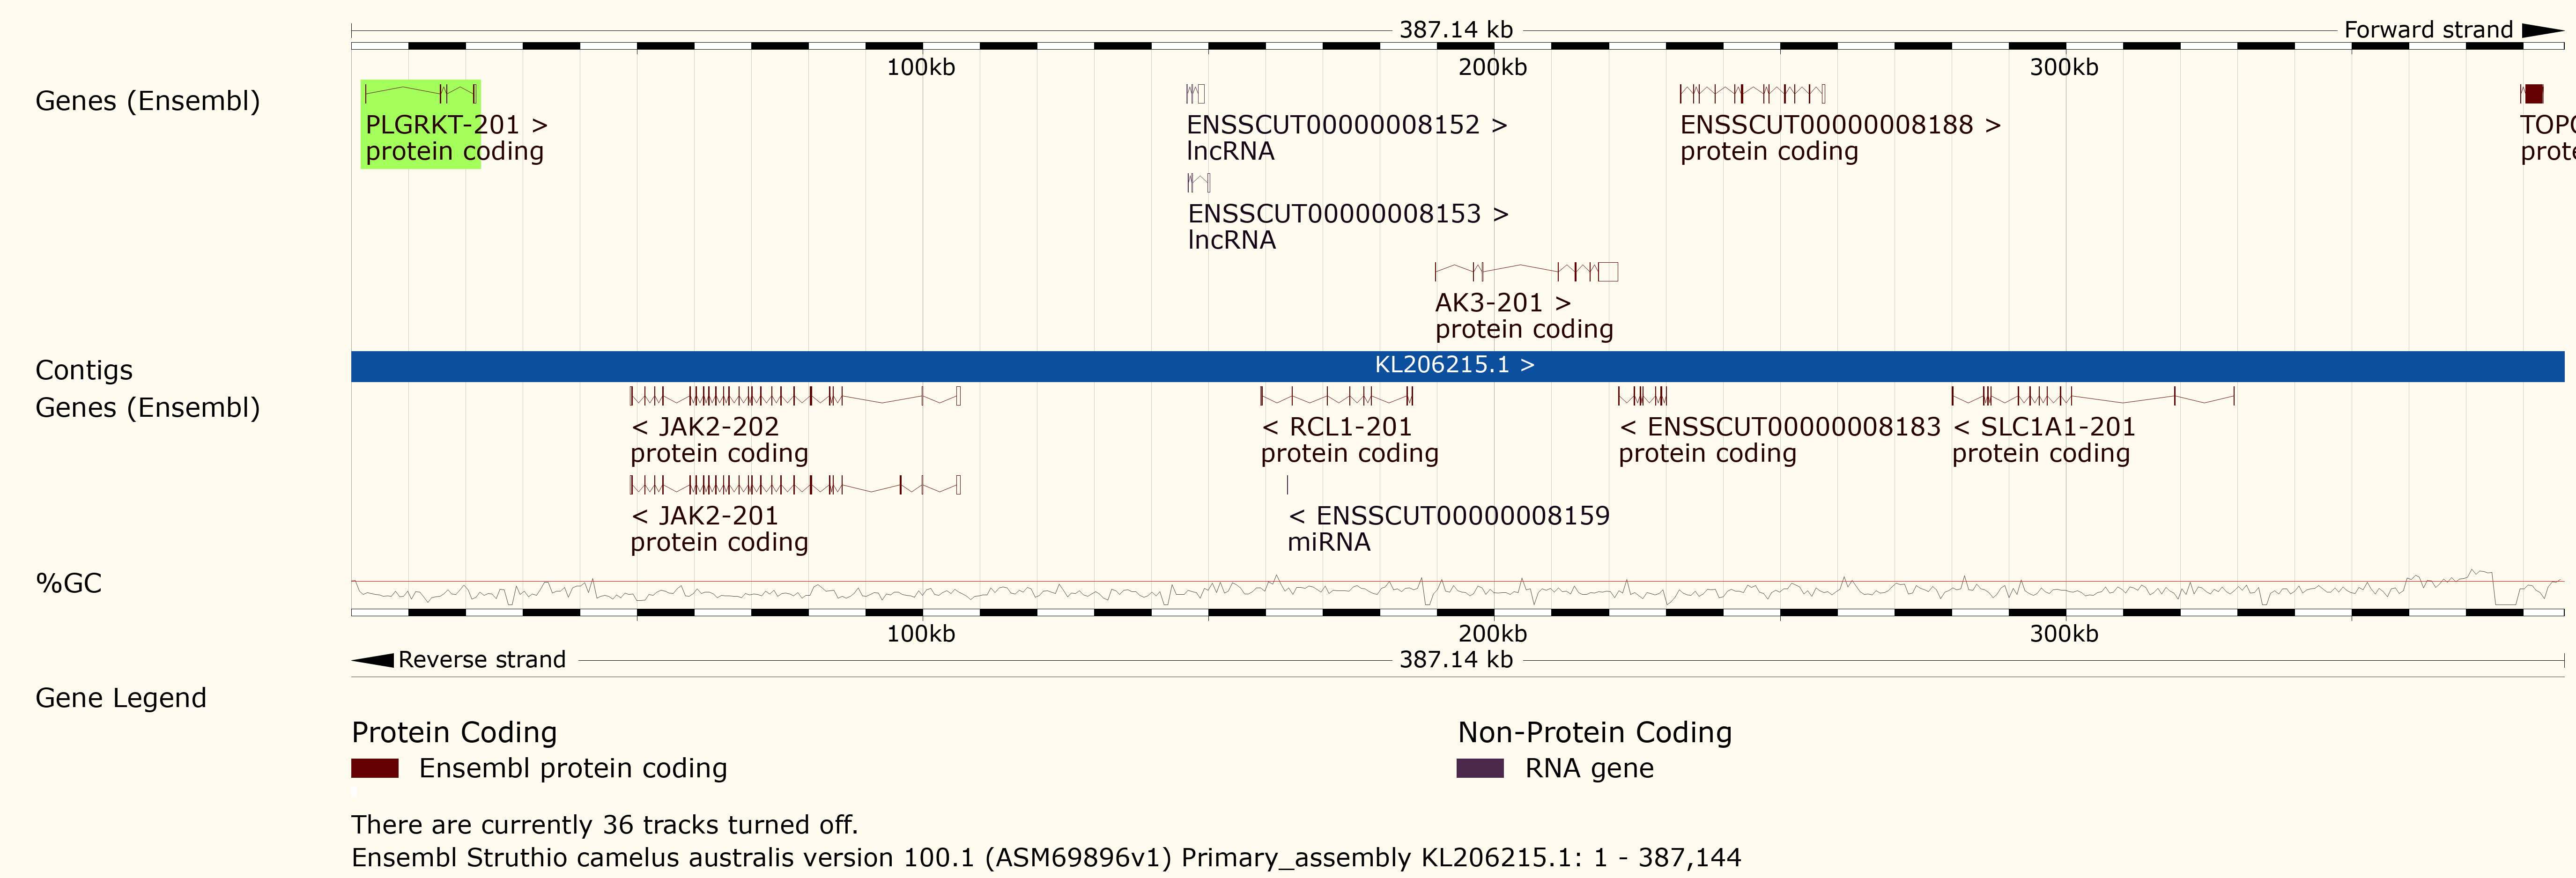 387.14 kb
Forward strand
100kb
200kb
300kb
Genes (Ensembl)
PLGRKT-201 >
protein coding
ENSSCUT00000008152 >
lncRNA
ENSSCUT00000008188 >
protein coding
TOPO
prote
ENSSCUT00000008153 >
lncRNA
AK3-201 >
protein coding
Contigs
KL206215.1 >
Genes (Ensembl)
< JAK2-202
protein coding
< RCL1-201
protein coding
< ENSSCUT00000008183
protein coding
< SLC1A1-201
protein coding
< JAK2-201
protein coding
< ENSSCUT00000008159
miRNA
%GC
100kb
200kb
300kb
Reverse strand
387.14 kb
Gene Legend
Protein Coding
Non-Protein Coding
Ensembl protein coding
RNA gene
There are currently 36 tracks turned off.
Ensembl Struthio camelus australis version 100.1 (ASM69896v1) Primary_assembly KL206215.1: 1 - 387,144